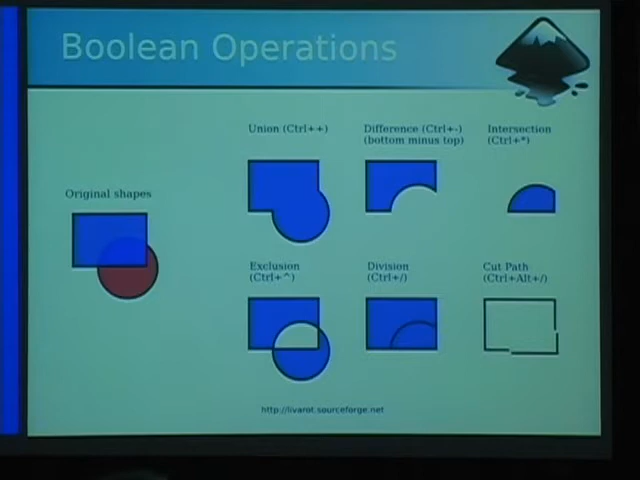 Boolean Operations
Union (Ctrl++)
Difference (Ctrl+-)
(bottom minus top)
Intersection
(Ctrl+*)
Original shapes
Exclusion
(Ctrl+^)
Division
(Ctrl+/)
Cut Path
(Ctrl+Alt+/)
http://livarot.sourceforge.net